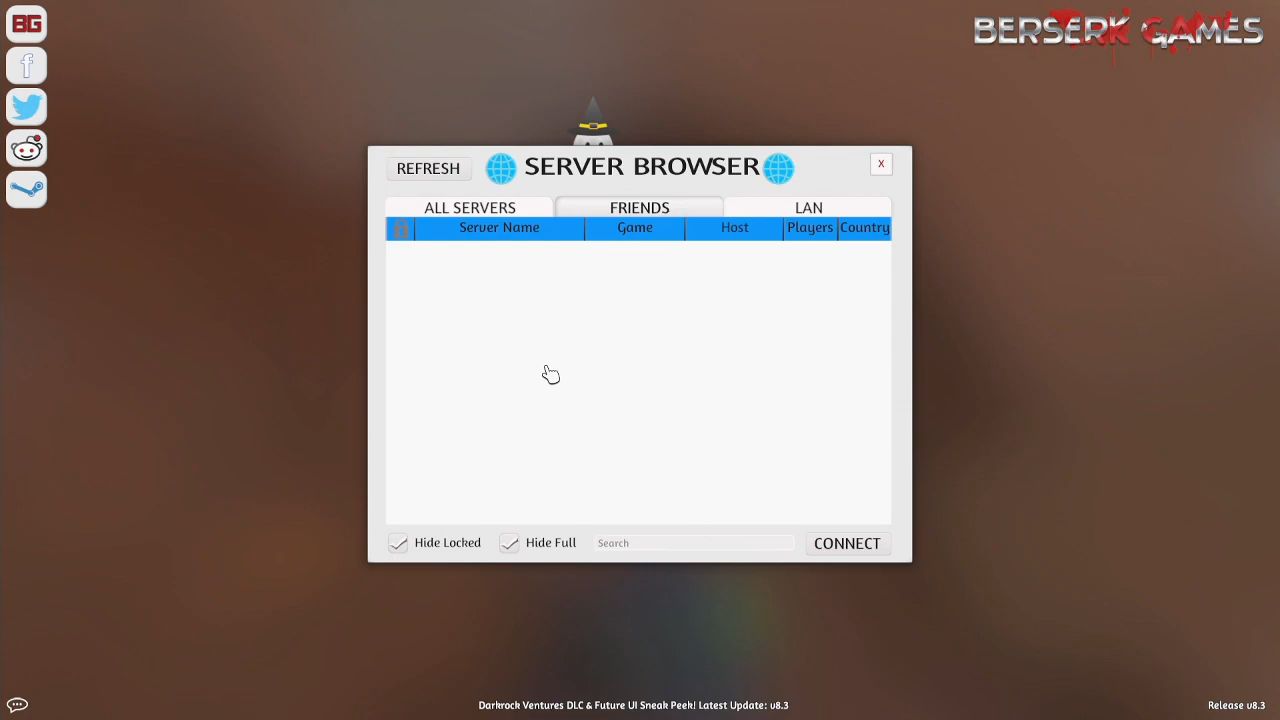 BG
BERSERK GAMES
f
REFRESH
SERVER BROWSER
X
ALL SERVERS
FRIENDS
LAN
Server Name
Game
Host
Players
Country
Hide Locked
Hide Full
Search
CONNECT
Darkrock Ventures DLC & Future UI Sneak Peek! Latest Update: v8.3
Release v8.3